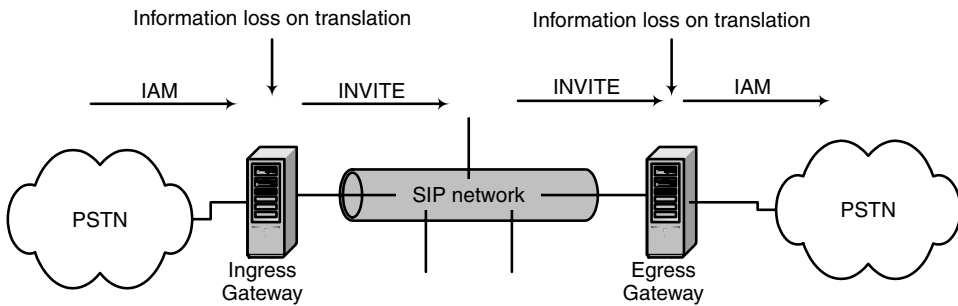 Information loss on translation
Information loss on translation
IAM
INVITE
INVITE
IAM
PSTN
SIP network
PSTN
Ingress
Gateway
Egress
Gateway